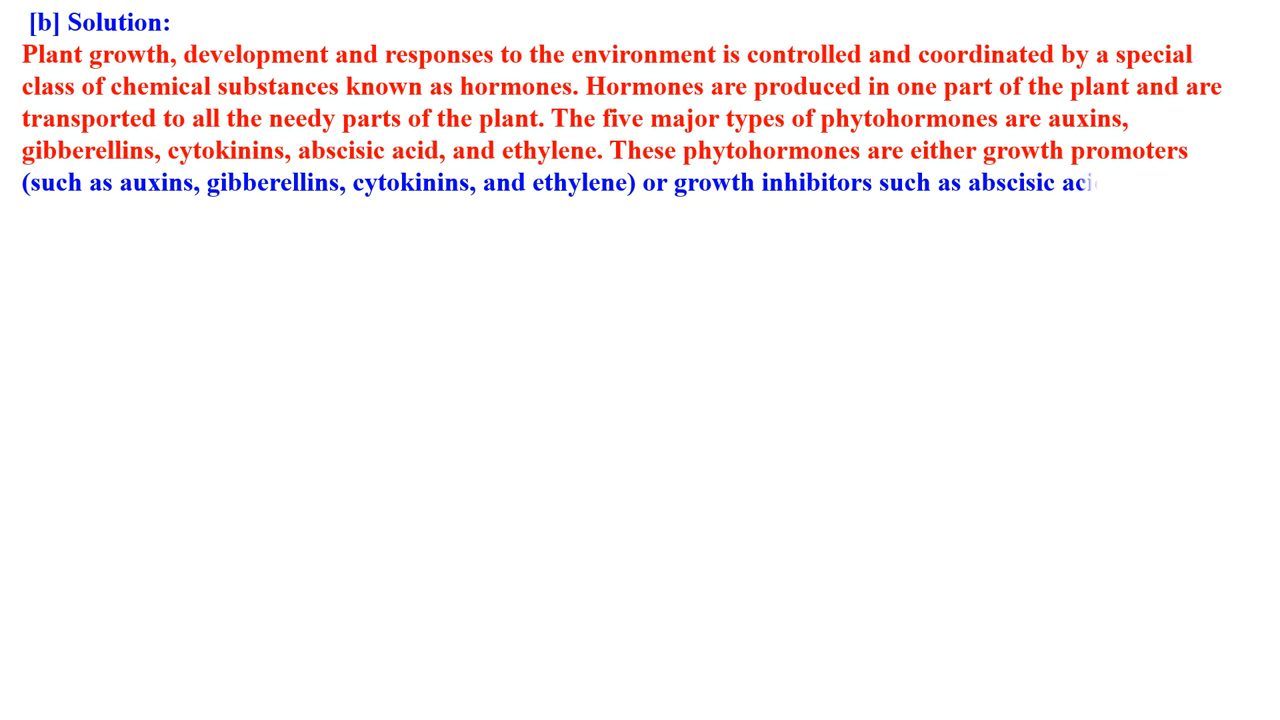 [b] Solution:
Plant growth, development and responses to the environment is controlled and coordinated by a special
class of chemical substances known as hormones. Hormones are produced in one part of the plant and are
transported to all the needy parts of the plant. The five major types of phytohormones are auxins,
gibberellins, cytokinins, abscisic acid, and ethylene. These phytohormones are either growth promoters
(such as auxins, gibberellins, cytokinins, and ethylene) or growth inhibitors such as abscisic